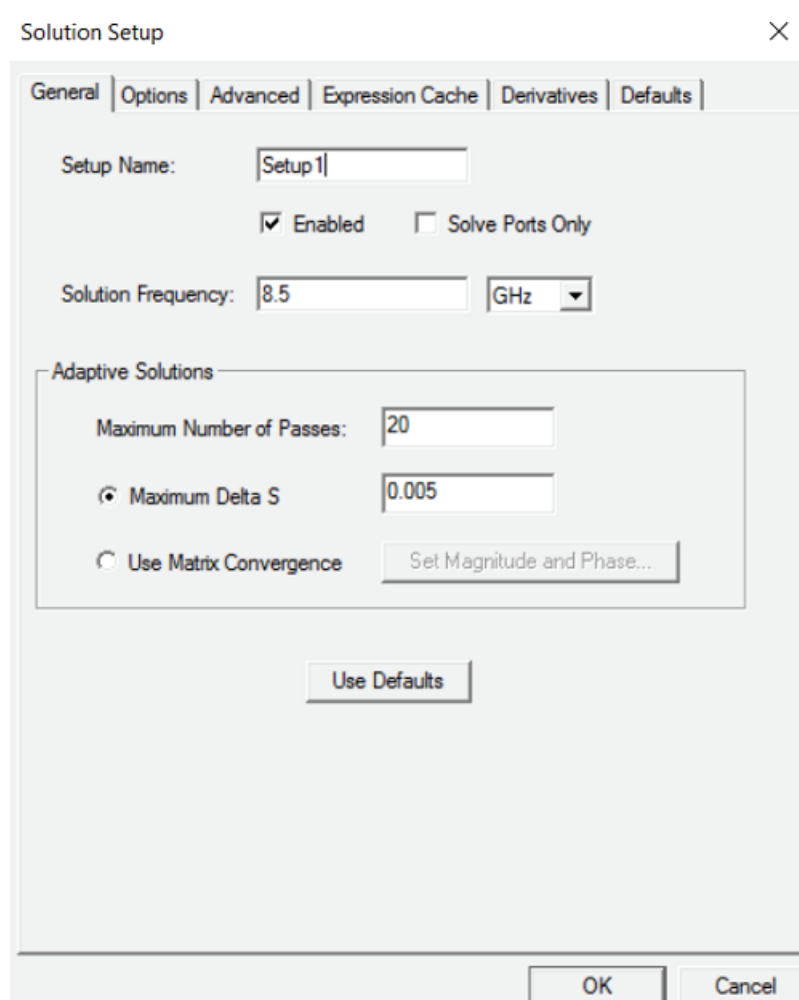 Solution Setup
General Options Advanced Expression Cache Derivatives Defaults
Setup Name: Setup1
Enabled Solve Ports Only
Solution Frequency: 8.5 GHz
Adaptive Solutions
Maximum Number of Passes: 20
Maximum Delta S 0.005
Use Matrix Convergence Set Magnitude and Phase...
Use Defaults
OK Cancel